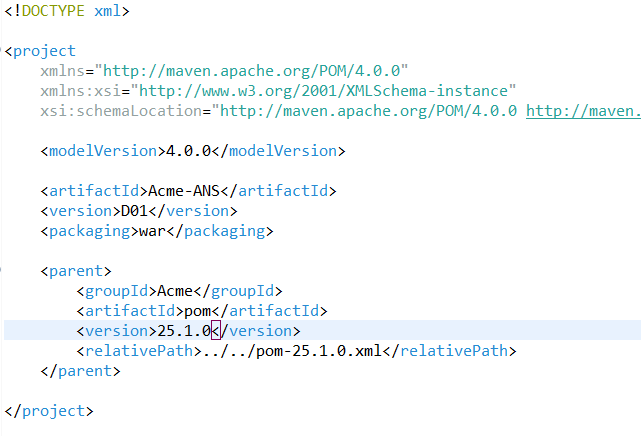 <!DOCTYPE xml>
<project
xmlns="http://maven.apache.org/POM/4.0.0"
xmlns:xsi="http://www.w3.org/2001/XMLSchema-instance"
xsi:schemaLocation="http://maven.apache.org/POM/4.0.0 http://maven.
<modelVersion>4.0.0</modelVersion>
<artifactId>Acme-ANS</artifactId>
<version>D01</version>
<packaging>war</packaging>
<parent>
<groupId>Acme</groupId>
<artifactId>pom</artifactId>
<version>25.1.0</version>
<relativePath>../../pom-25.1.0.xml</relativePath>
</parent>
</project>